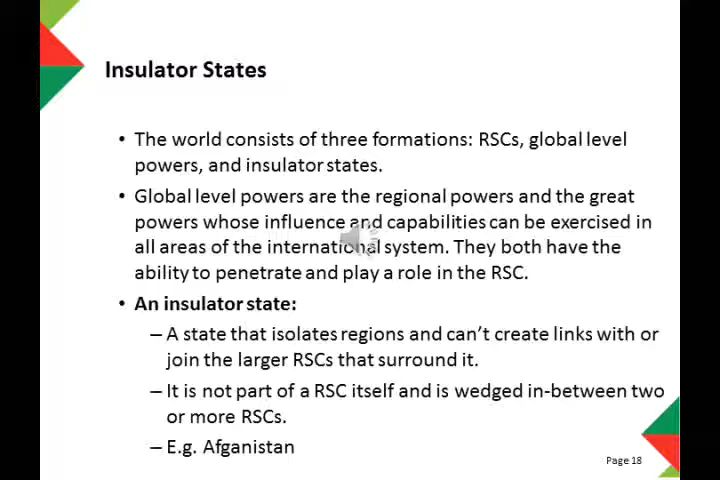 Insulator States
• The world consists of three formations: RSCs, global level
powers, and insulator states.
• Global level powers are the regional powers and the great
powers whose influence and capabilities can be exercised in
all areas of the international system. They both have the
ability to penetrate and play a role in the RSC.
• An insulator state:
– A state that isolates regions and can't create links with or
join the larger RSCs that surround it.
– It is not part of a RSC itself and is wedged in-between two
or more RSCs.
– E.g. Afganistan
Page 18